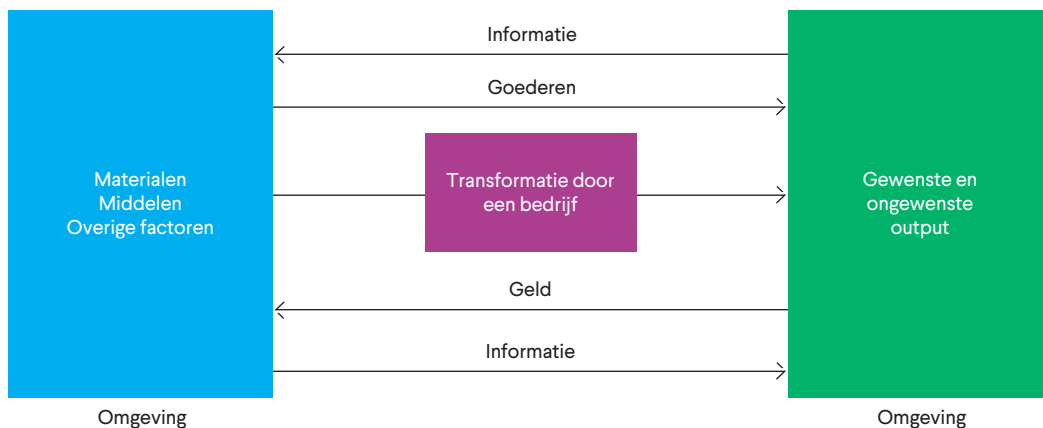 Informatie
Goederen
Materialen
Middelen
Overige factoren
Transformatie door
een bedrijf
Gewenste en
ongewenste
output
Geld
Informatie
Omgeving
Omgeving